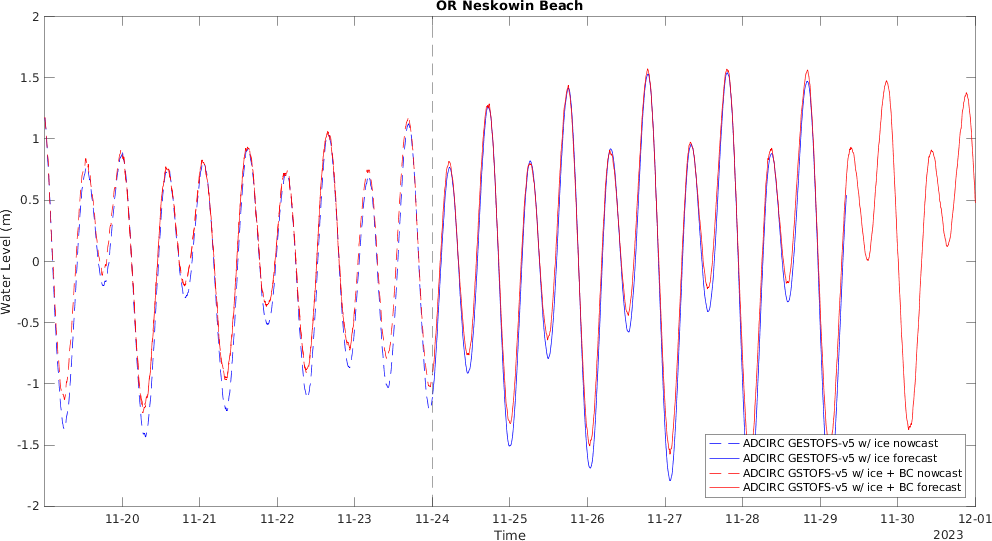 OR Neskowin Beach
2
1.5
1
0.5
0
-0.5
-1
-1.5
-2
Water Level (m)
ADCIRC GESTOFS-v5 w/ ice nowcast
ADCIRC GESTOFS-v5 w/ ice forecast
ADCIRC GSTOFS-v5 w/ ice + BC nowcast
ADCIRC GSTOFS-v5 w/ ice + BC forecast
11-20 11-21 11-22 11-23 11-24 11-25 11-26 11-27 11-28 11-29 11-30 12-01
Time
2023